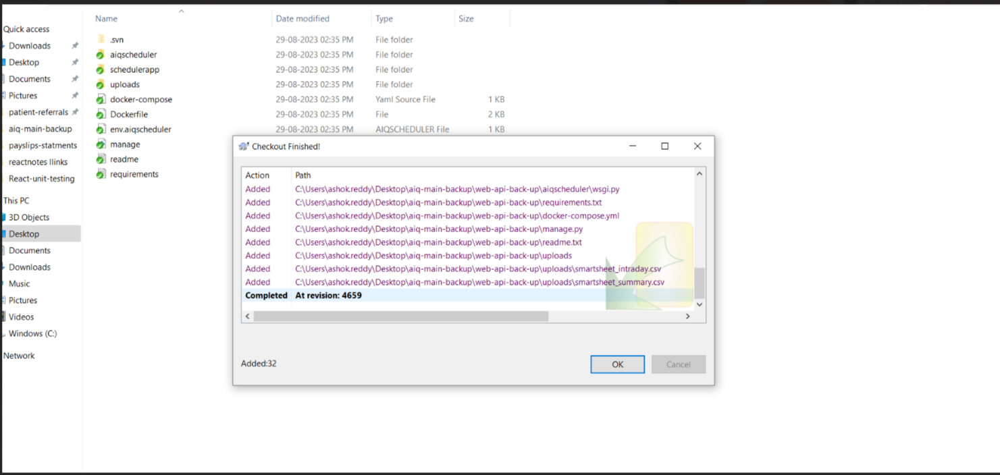 Name Date modified Type Size
Quick access
Downloads
Desktop
Documents
Pictures
patient-referrals
aiq-main-backup
payslips-statments
reactnotes llinks
React-unit-testing
This PC
3D Objects
Desktop
Documents
Downloads
Music
Pictures
Videos
Windows (C:)
Network
.svn 29-08-2023 02:35 PM File folder
aiqscheduler 29-08-2023 02:35 PM File folder
schedulerapp 29-08-2023 02:35 PM File folder
uploads 29-08-2023 02:35 PM File folder
docker-compose 29-08-2023 02:35 PM Yaml Source File 1 KB
Dockerfile 29-08-2023 02:35 PM File 2 KB
env.aiqscheduler 29-08-2023 02:35 PM AIQSCHEDULER File 1 KB
manage
readme
requirements
Checkout Finished!
Action Path
Added C:\Users\ashok.reddy\Desktop\aiq-main-backup\web-api-back-up\aiqscheduler\wsgi.py
Added C:\Users\ashok.reddy\Desktop\aiq-main-backup\web-api-back-up\requirements.txt
Added C:\Users\ashok.reddy\Desktop\aiq-main-backup\web-api-back-up\docker-compose.yml
Added C:\Users\ashok.reddy\Desktop\aiq-main-backup\web-api-back-up\manage.py
Added C:\Users\ashok.reddy\Desktop\aiq-main-backup\web-api-back-up\readme.txt
Added C:\Users\ashok.reddy\Desktop\aiq-main-backup\web-api-back-up\uploads
Added C:\Users\ashok.reddy\Desktop\aiq-main-backup\web-api-back-up\uploads\smartsheet_intraday.csv
Added C:\Users\ashok.reddy\Desktop\aiq-main-backup\web-api-back-up\uploads\smartsheet_summary.csv
Completed At revision: 4659
Added:32
OK Cancel